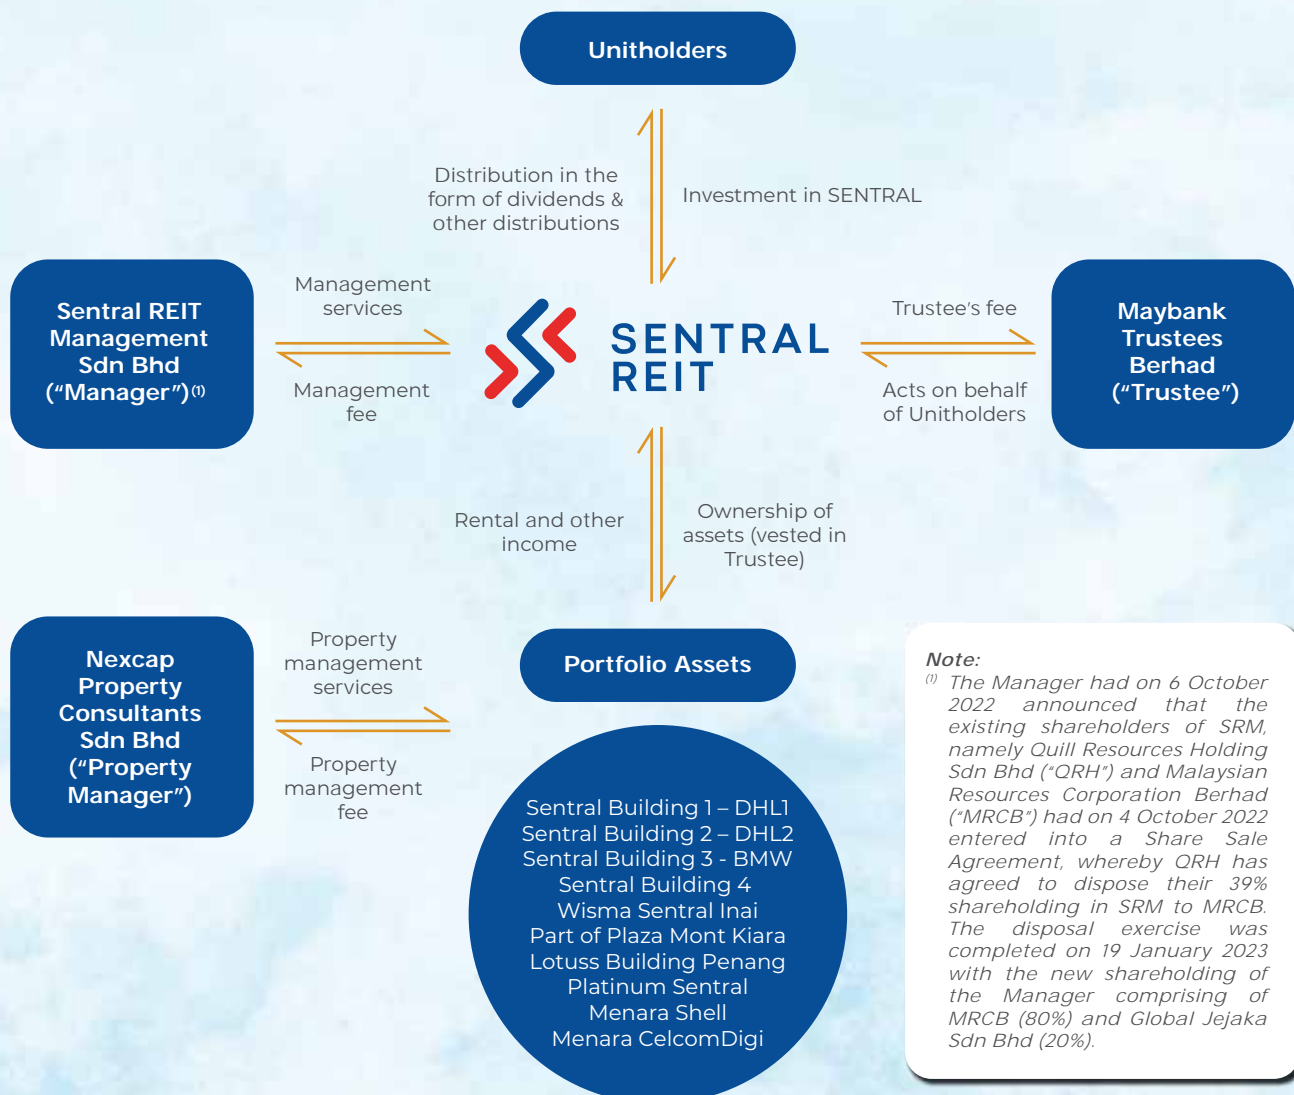 Unitholders
Distribution in the
form of dividends &
other distributions
Investment in SENTRAL
Sentral REIT
Management
Sdn Bhd
(“Manager”)(1)
Management
services
Management
fee
SENTRAL
REIT
Trustee’s fee
Acts on behalf
of Unitholders
Maybank
Trustees
Berhad
(“Trustee”)
Rental and other
income
Ownership of
assets (vested in
Trustee)
Nexcap
Property
Consultants
Sdn Bhd
(“Property
Manager”)
Property
management
services
Property
management
fee
Portfolio Assets
Sentral Building 1 – DHL1
Sentral Building 2 – DHL2
Sentral Building 3 - BMW
Sentral Building 4
Wisma Sentral Inai
Part of Plaza Mont Kiara
Lotuss Building Penang
Platinum Sentral
Menara Shell
Menara CelcomDigi
Note:
(1) The Manager had on 6 October
2022 announced that the
existing shareholders of SRM,
namely Quill Resources Holding
Sdn Bhd (“QRH”) and Malaysian
Resources Corporation Berhad
(“MRCB”) had on 4 October 2022
entered into a Share Sale
Agreement, whereby QRH has
agreed to dispose their 39%
shareholding in SRM to MRCB.
The disposal exercise was
completed on 19 January 2023
with the new shareholding of
the Manager comprising of
MRCB (80%) and Global Jejaka
Sdn Bhd (20%).